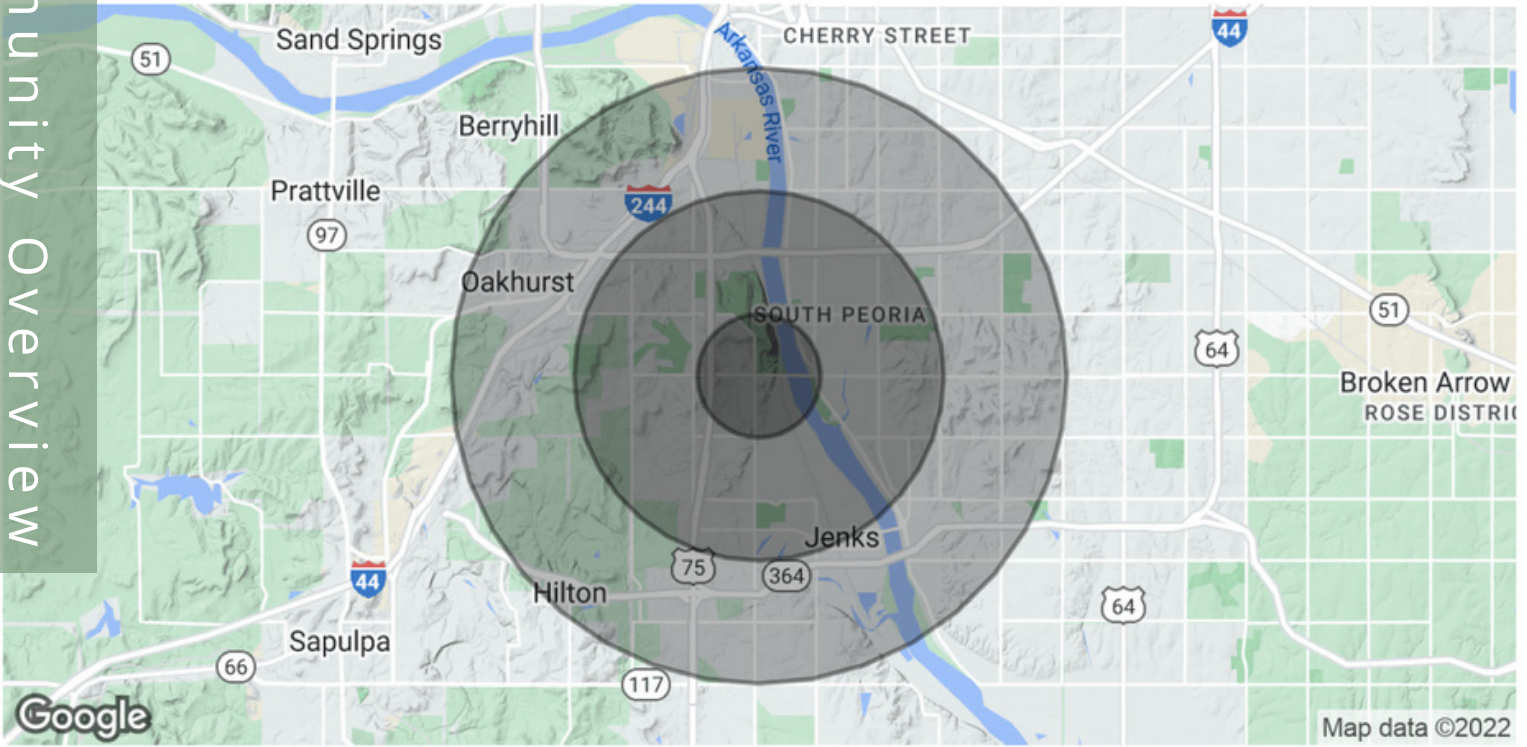 nunity Overview
Sand Springs
51
Arkansas River
CHERRY STREET
44
Berryhill
Prattville
244
97
Oakhurst
SOUTH PEORIA
51
64
Broken Arrow
ROSE DISTRIC
Jenks
75
364
44
Hilton
64
Sapulpa
66
117
Google
Map data ©2022